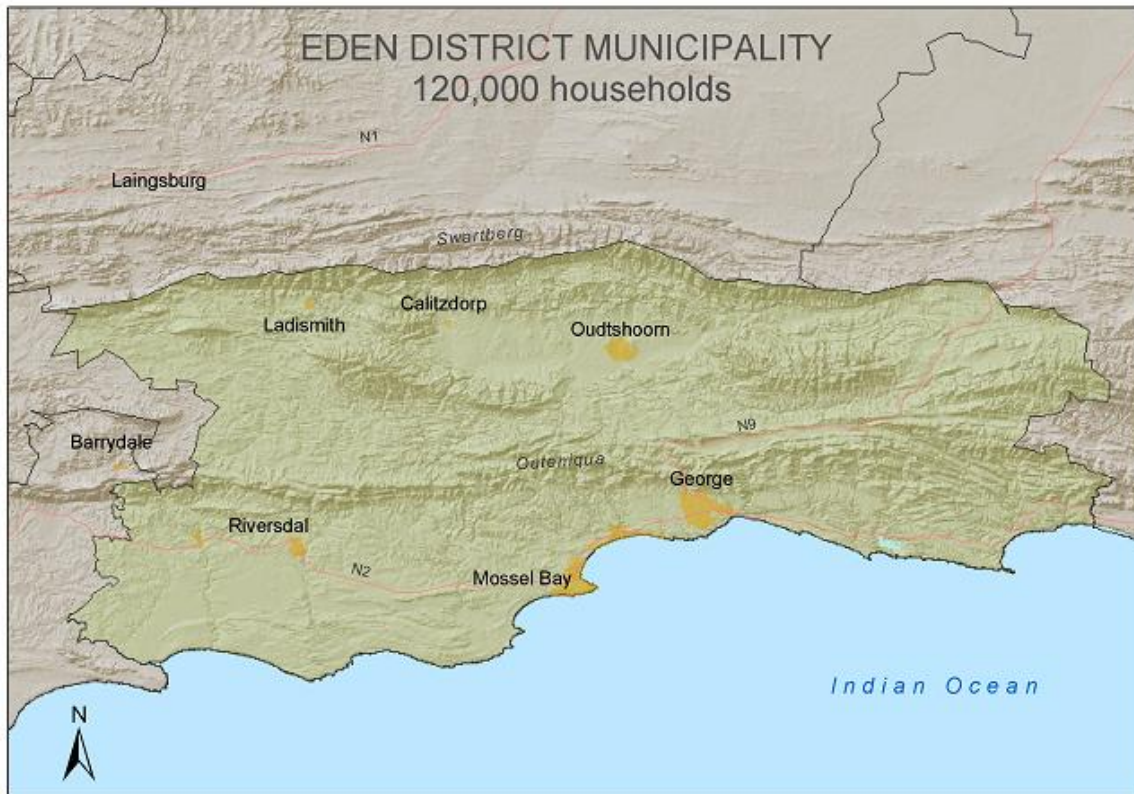 EDEN DISTRICT MUNICIPALITY
120,000 households
N1
Laingsburg
Swartberg
Calitzdorp
Ladismith
Oudtshoorn
N9
Barrydale
Outeniqua
George
Riversdal
N2
Mossel Bay
Indian Ocean
N